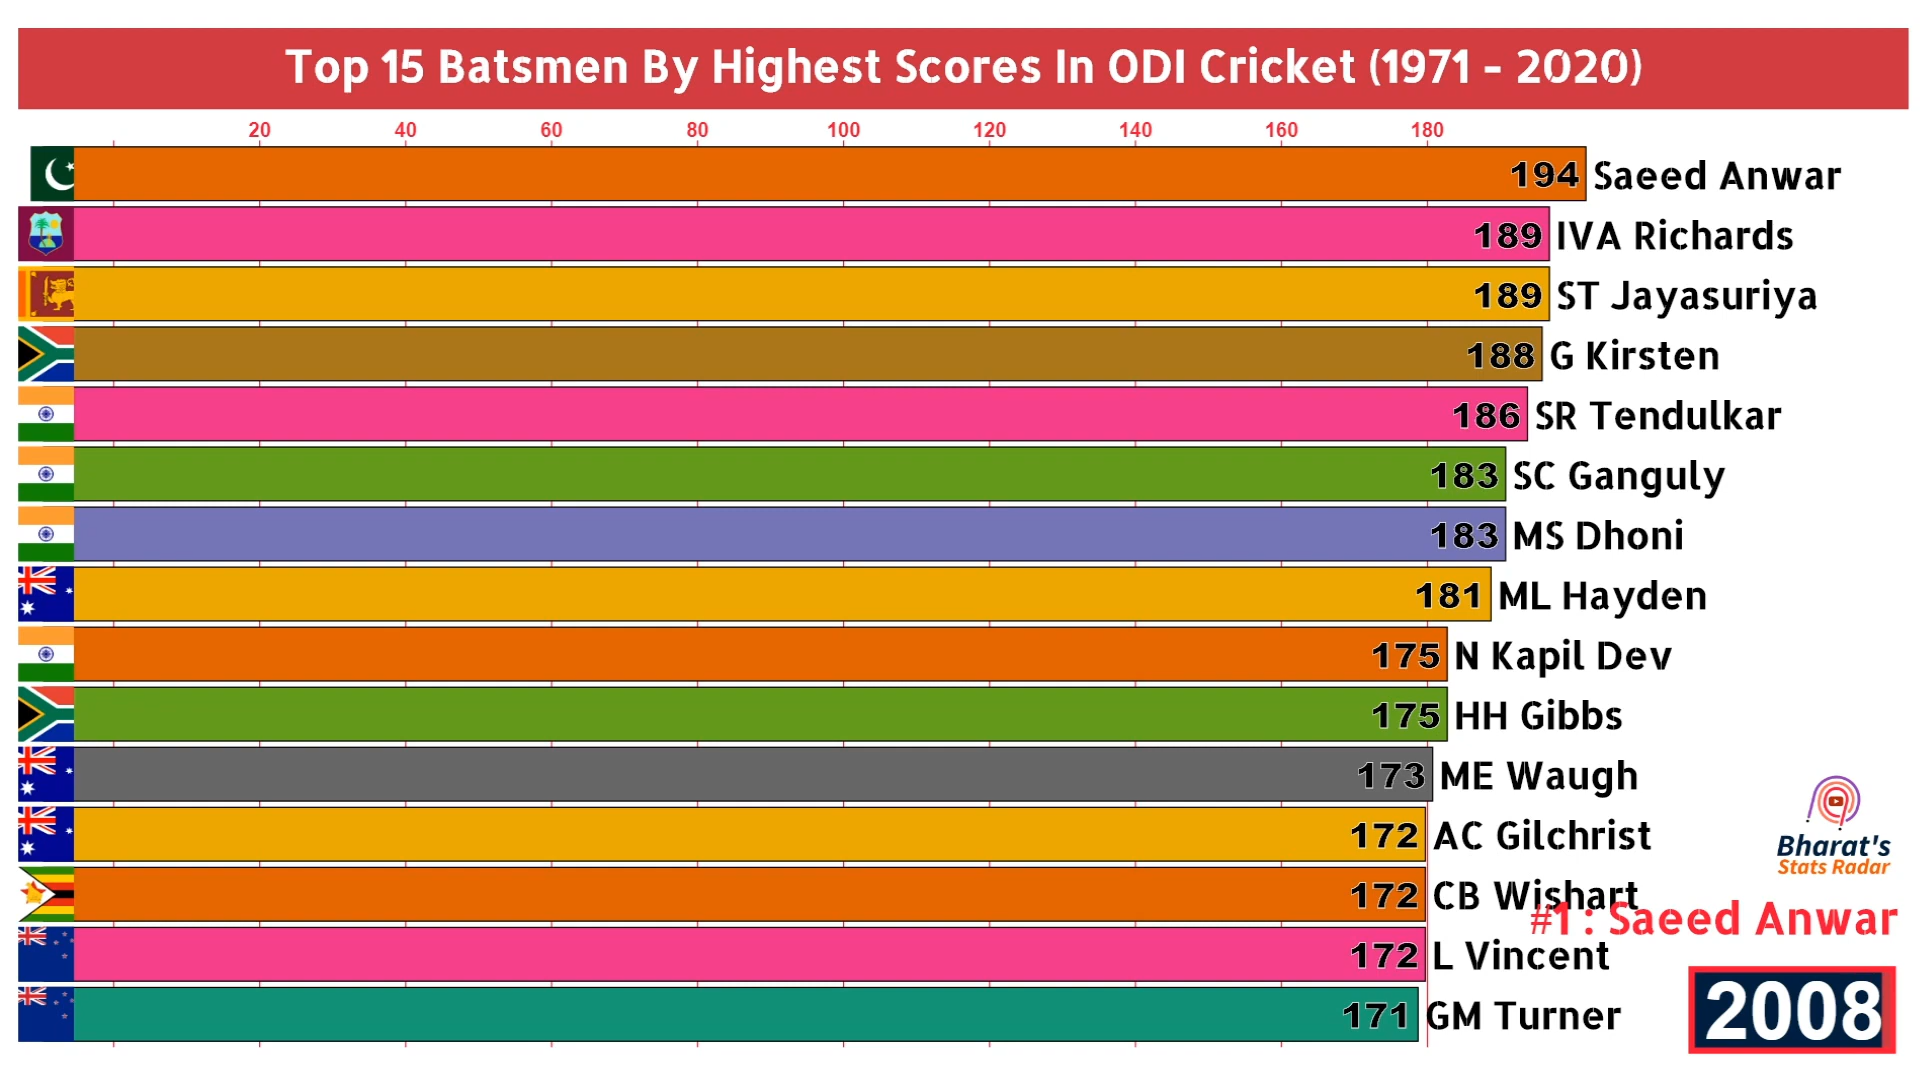 Top 15 Batsmen By Highest Scores In ODI Cricket (1971 - 2020)
20 40 60 80 100 120 140 160 180
194 Saeed Anwar
189 IVA Richards
189 ST Jayasuriya
188 G Kirsten
186 SR Tendulkar
183 SC Ganguly
183 MS Dhoni
181 ML Hayden
175 N Kapil Dev
175 HH Gibbs
173 ME Waugh
172 AC Gilchrist
Bharat's
Stats Radar
172 CB Wishart
#1 : Saeed Anwar
172 L Vincent
171 GM Turner
2008